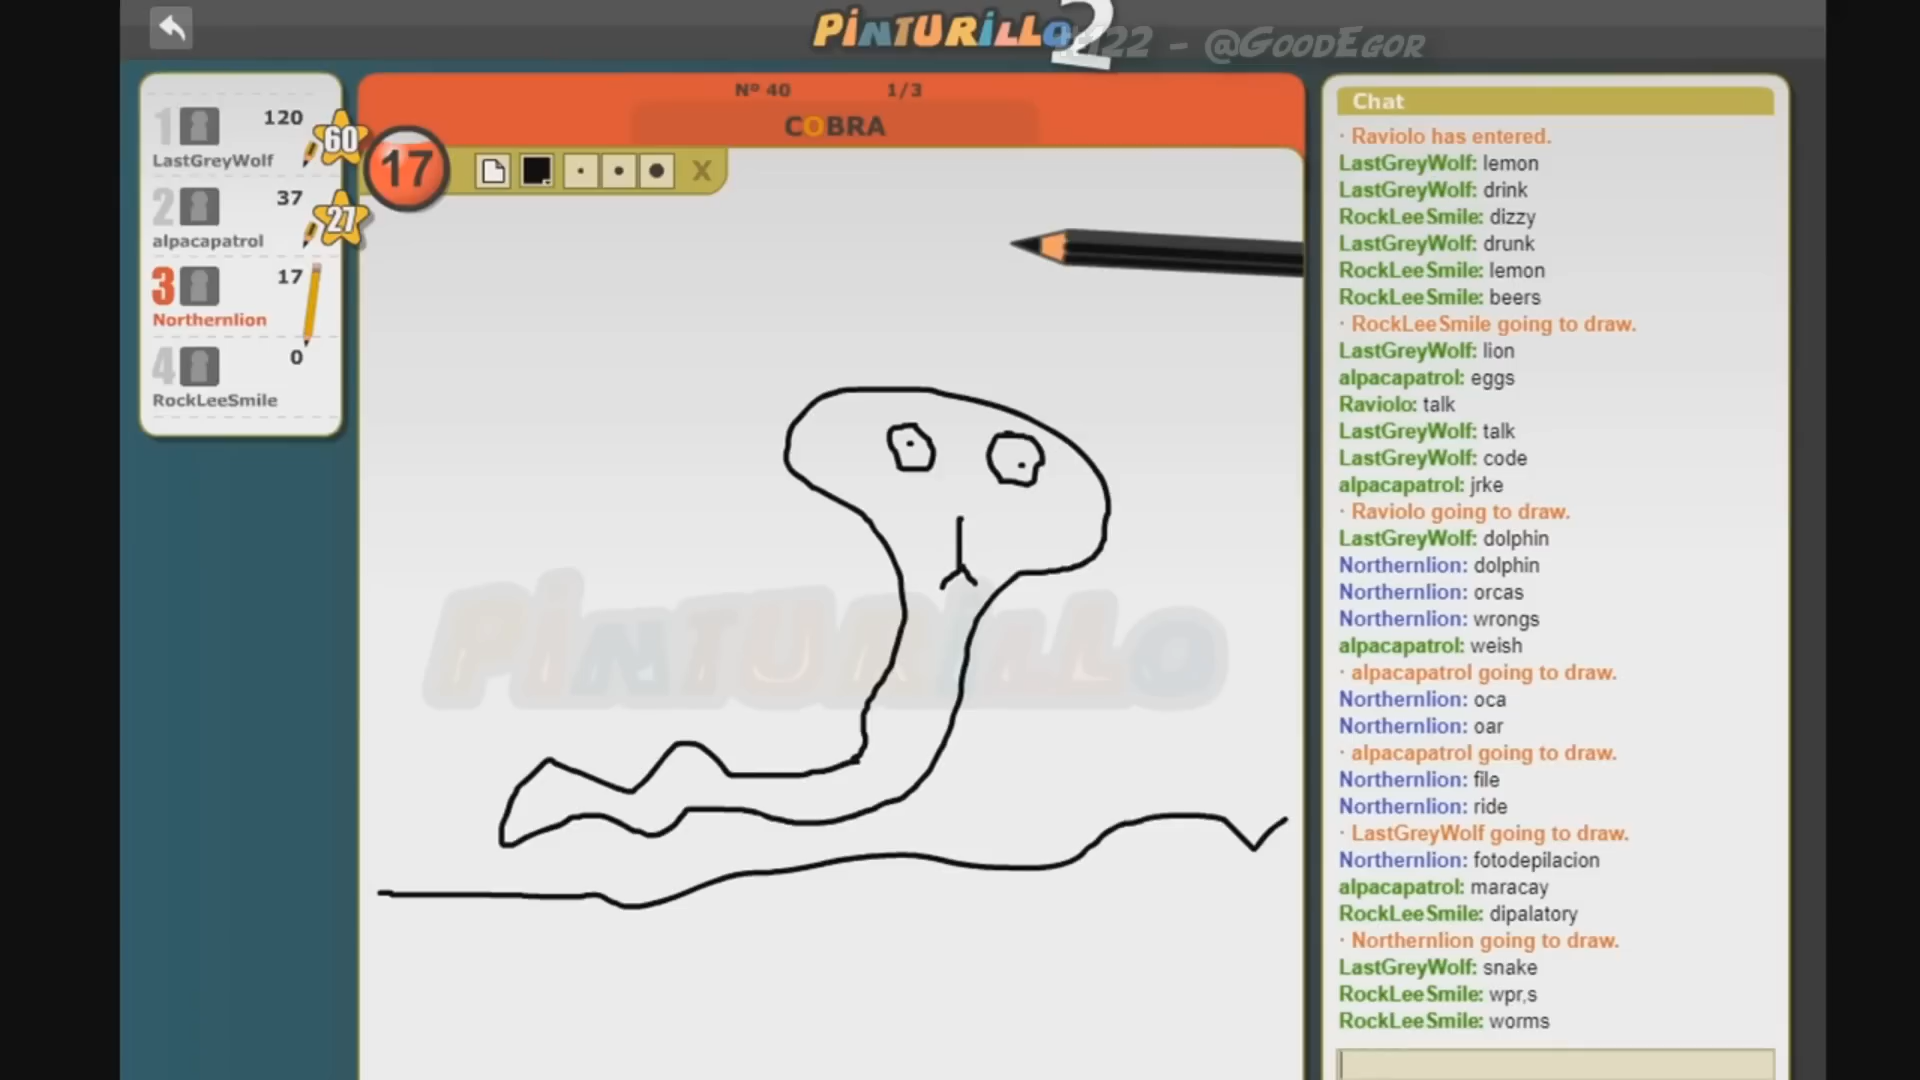 PiNTURiLLO 2
22 - @GoodEgor
1 120 60
LastGreyWolf
2 37 27
alpacapatrol
3 17
Northernlion
4 0
RockLeeSmile
Nº 40 1/3
COBRA
17 X
PiNTURiLLO
Chat
· Raviolo has entered.
LastGreyWolf: lemon
LastGreyWolf: drink
RockLeeSmile: dizzy
LastGreyWolf: drunk
RockLeeSmile: lemon
RockLeeSmile: beers
· RockLeeSmile going to draw.
LastGreyWolf: lion
alpacapatrol: eggs
Raviolo: talk
LastGreyWolf: talk
LastGreyWolf: code
alpacapatrol: jrke
· Raviolo going to draw.
LastGreyWolf: dolphin
Northernlion: dolphin
Northernlion: orcas
Northernlion: wrongs
alpacapatrol: weish
· alpacapatrol going to draw.
Northernlion: oca
Northernlion: oar
· alpacapatrol going to draw.
Northernlion: file
Northernlion: ride
· LastGreyWolf going to draw.
Northernlion: fotodepilacion
alpacapatrol: maracay
RockLeeSmile: dipalatory
· Northernlion going to draw.
LastGreyWolf: snake
RockLeeSmile: wpr,s
RockLeeSmile: worms